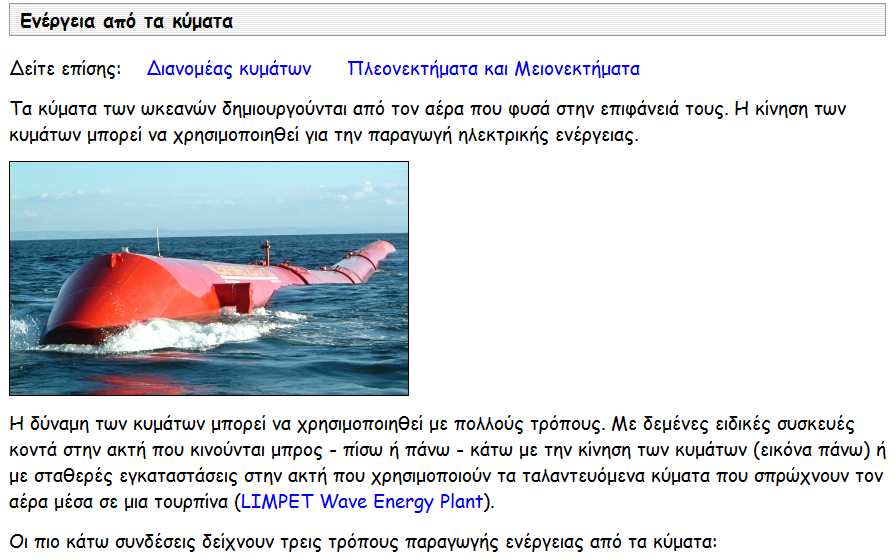 Ενέργεια από τα κύματα
Δείτε επίσης: Διανομέας κυμάτων Πλεονεκτήματα και Μειονεκτήματα
Τα κύματα των ωκεανών δημιουργούνται από τον αέρα που φυσά στην επιφάνειά τους. Η κίνηση των
κυμάτων μπορεί να χρησιμοποιηθεί για την παραγωγή ηλεκτρικής ενέργειας.
Η δύναμη των κυμάτων μπορεί να χρησιμοποιηθεί με πολλούς τρόπους. Με δεμένες ειδικές συσκευές
κοντά στην ακτή που κινούνται μπρος - πίσω ή πάνω - κάτω με την κίνηση των κυμάτων (εικόνα πάνω) ή
με σταθερές εγκαταστάσεις στην ακτή που χρησιμοποιούν τα ταλαντευόμενα κύματα που σπρώχνουν τον
αέρα μέσα σε μια τουρπίνα (LIMPET Wave Energy Plant).
Οι πιο κάτω συνδέσεις δείχνουν τρεις τρόπους παραγωγής ενέργειας από τα κύματα: